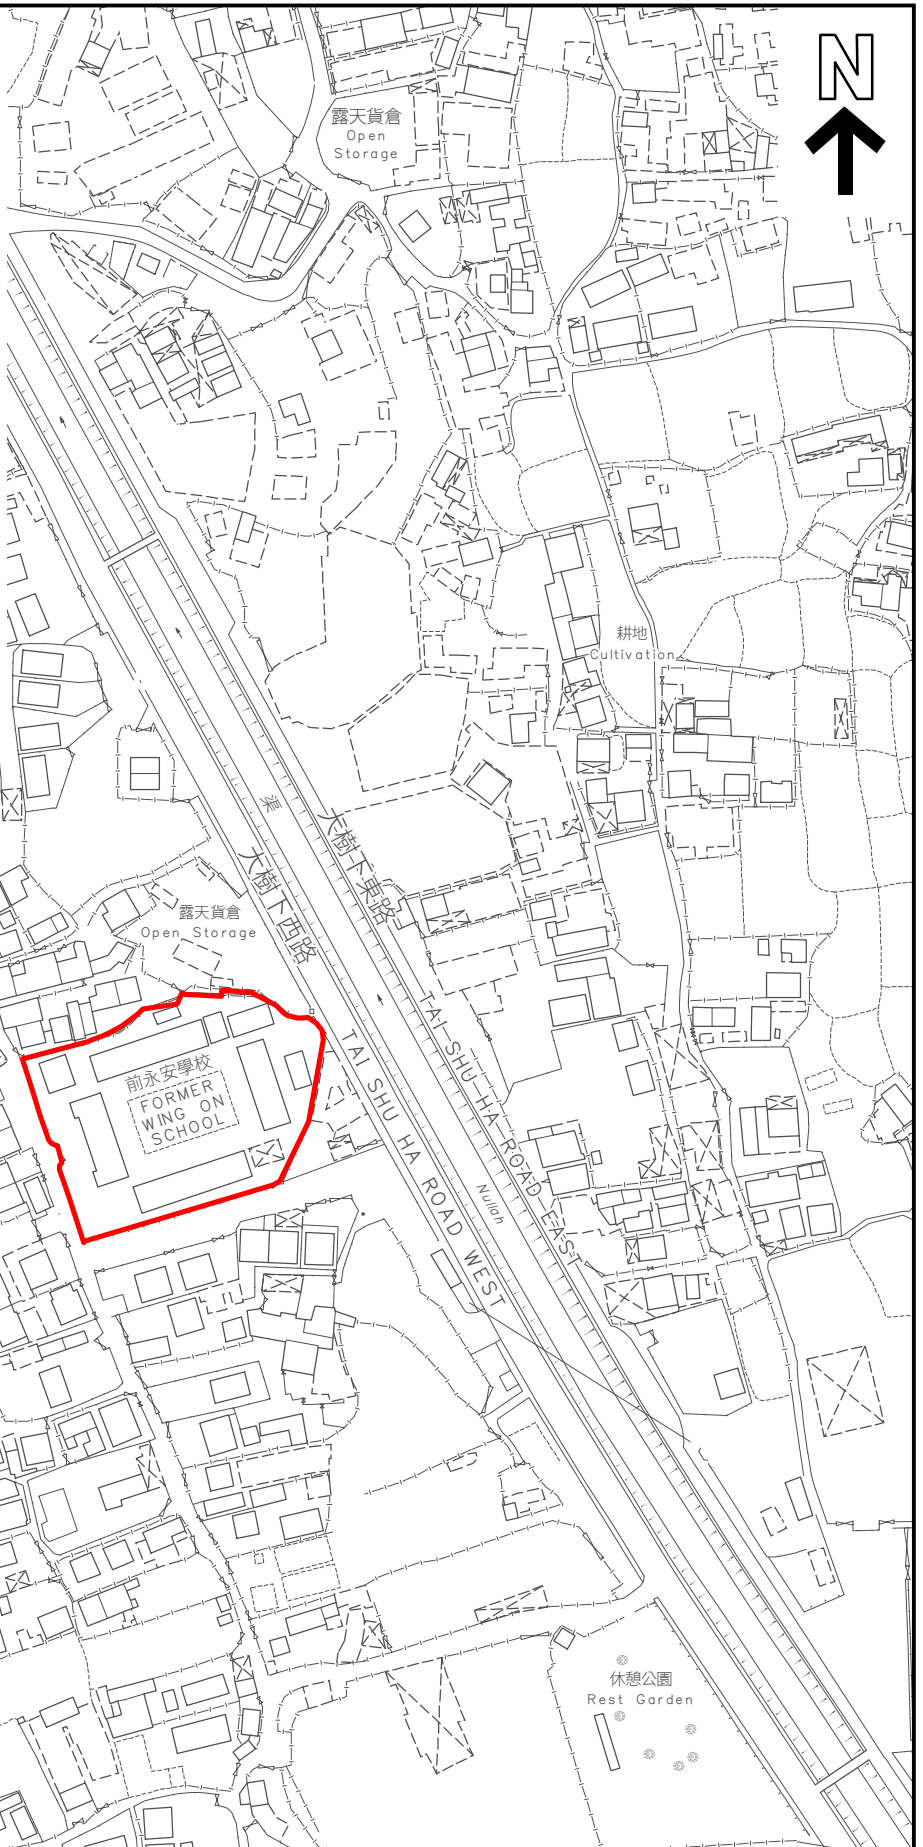 N
露天貨倉
Open
Storage
耕地
Cultivation
渠
大樹下東路
大樹下西路
露天貨倉
Open Storage
TAI SHU HA ROAD EAST
TAI SHU HA ROAD WEST
前永安學校
FORMER
WING ON
SCHOOL
Nullah
休憩公園
Rest Garden